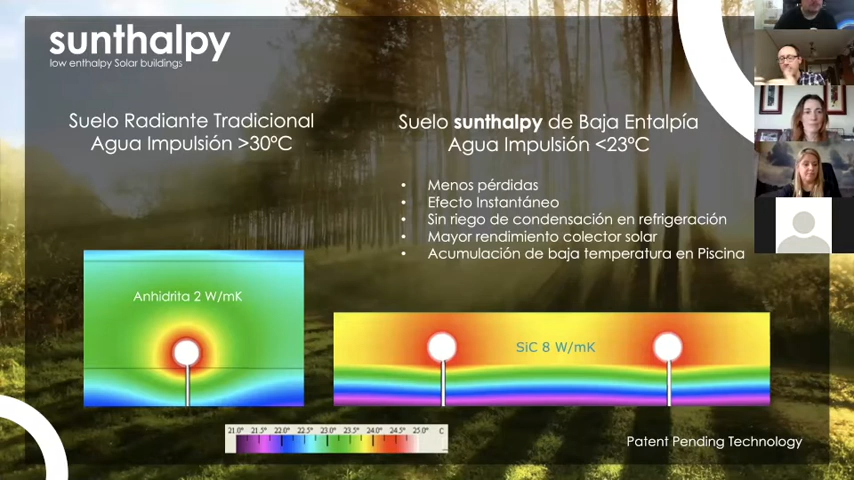 sunthalpy
low enthalpy Solar buildings
Suelo Radiante Tradicional
Agua Impulsión >30ºC
Suelo sunthalpy de Baja Entalpía
Agua Impulsión <23ºC
• Menos pérdidas
• Efecto Instantáneo
• Sin riego de condensación en refrigeración
• Mayor rendimiento colector solar
• Acumulación de baja temperatura en Piscina
Anhidrita 2 W/mK
SiC 8 W/mK
21.0° 21.5° 22.0° 22.5° 23.0° 23.5° 24.0° 24.5° 25.0° C
Patent Pending Technology